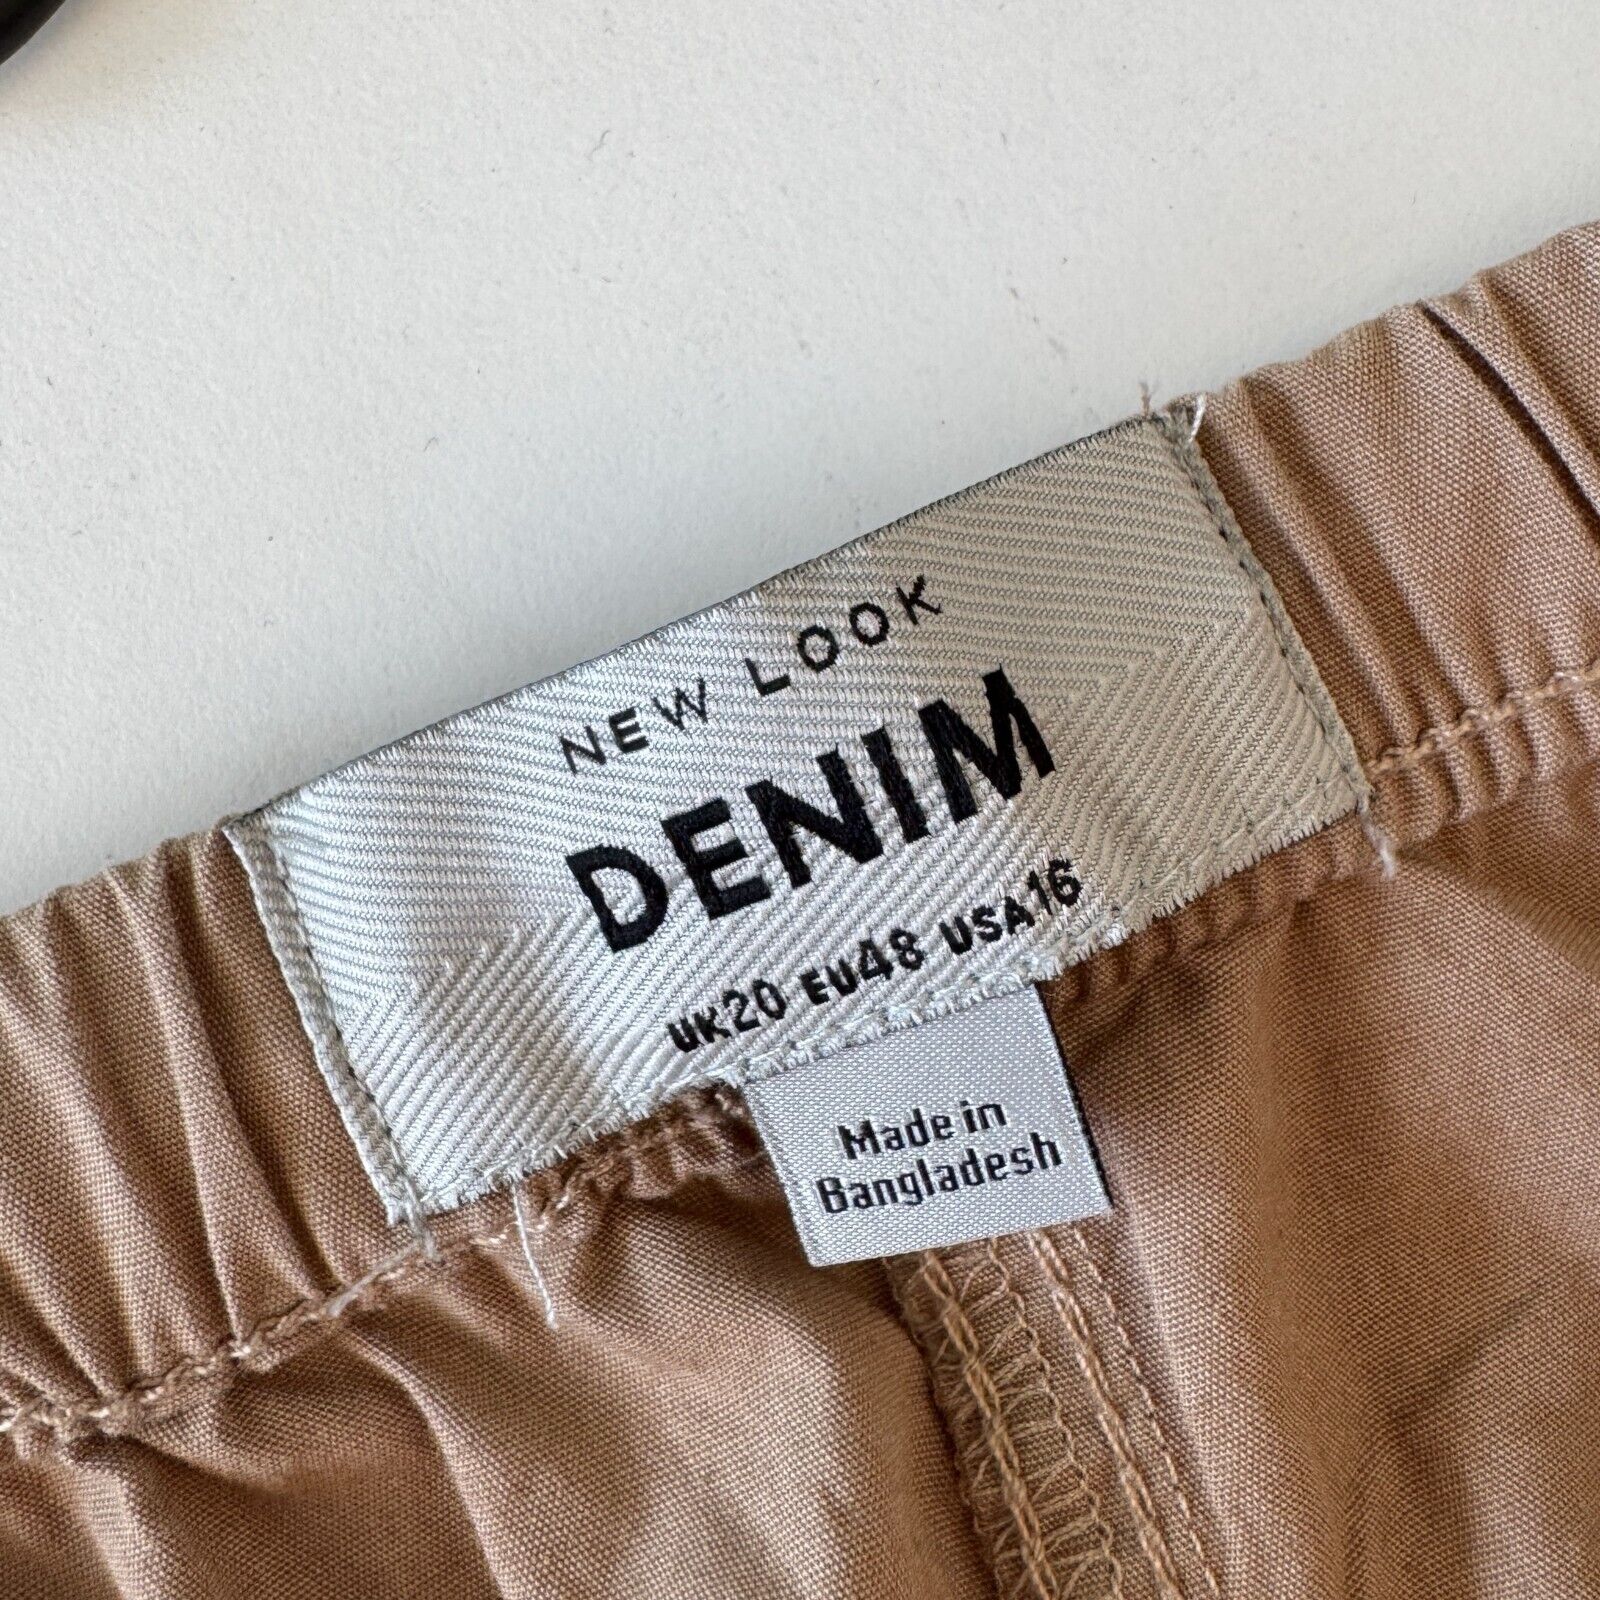 NEW LOOK
DENIM
UK20 EU48 USA16
Made in
Bangladesh